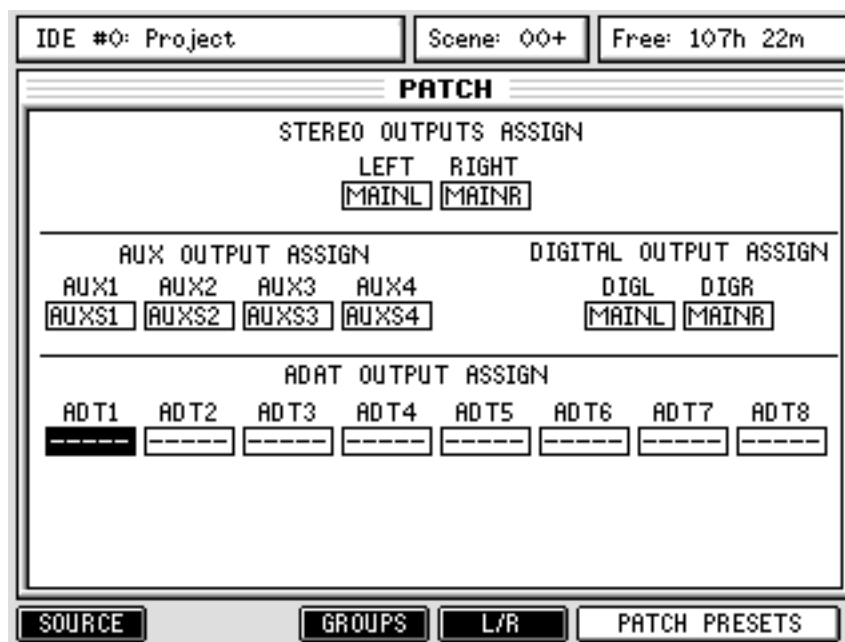 IDE #0: Project Scene: 00+ Free: 107h 22m
PATCH
STEREO OUTPUTS ASSIGN
LEFT RIGHT
MAINL MAINR
AUX OUTPUT ASSIGN DIGITAL OUTPUT ASSIGN
AUX1 AUX2 AUX3 AUX4 DIGL DIGR
AUXS1 AUXS2 AUXS3 AUXS4 MAINL MAINR
ADAT OUTPUT ASSIGN
ADT1 ADT2 ADT3 ADT4 ADT5 ADT6 ADT7 ADT8
----- ----- ----- ----- ----- ----- ----- -----
SOURCE GROUPS L/R PATCH PRESETS